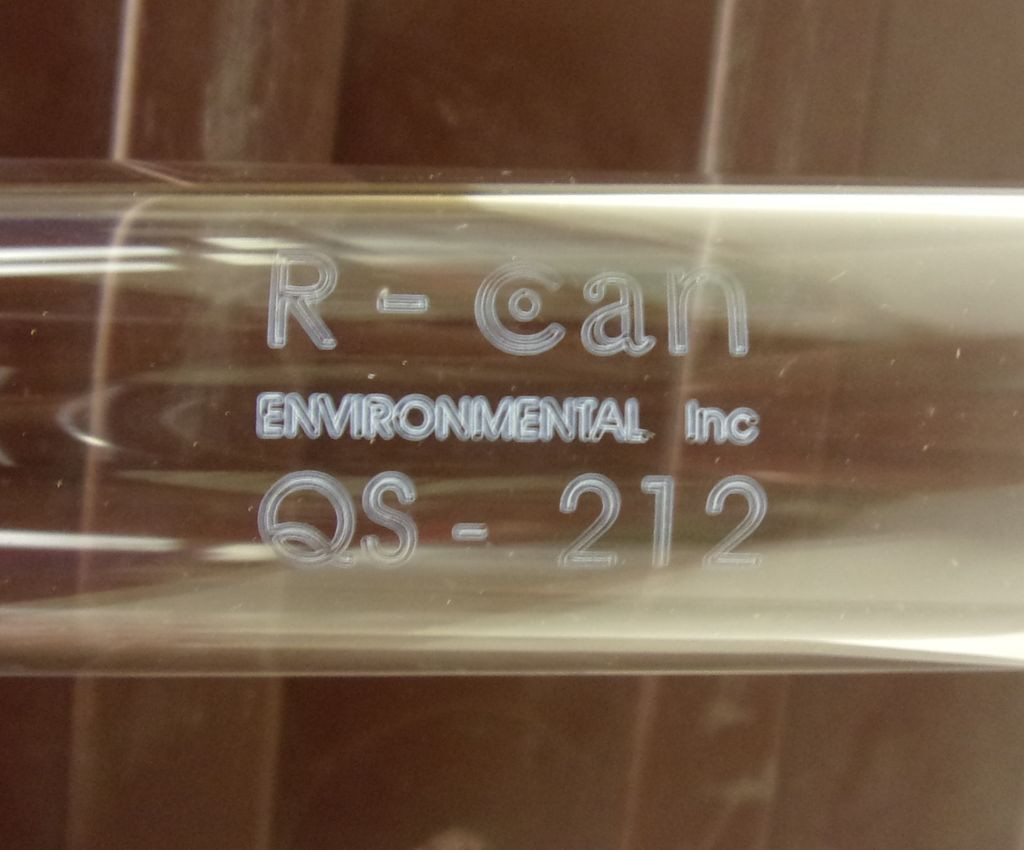 R - can
ENVIRONMENTAL Inc
QS - 212